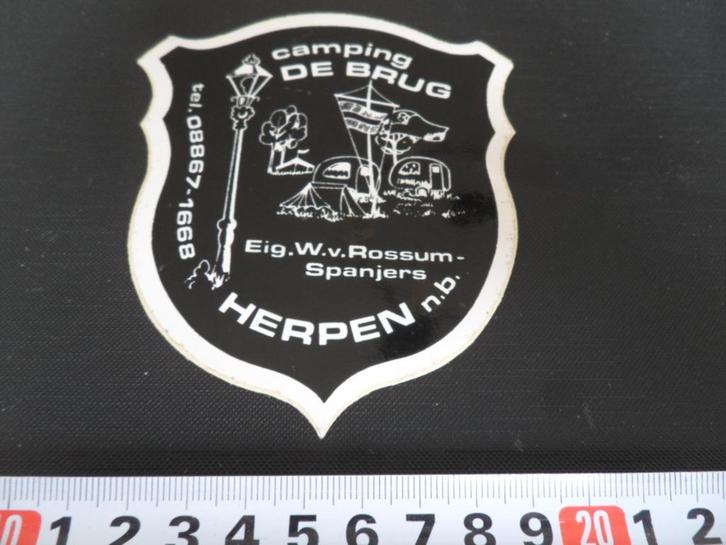 camping
DE BRUG
tel. 08867-1668
Eig. W.v. Rossum-
Spanjers
HERPEN n.b.
1 2 3 4 5 6 7 8 9 20 1 2